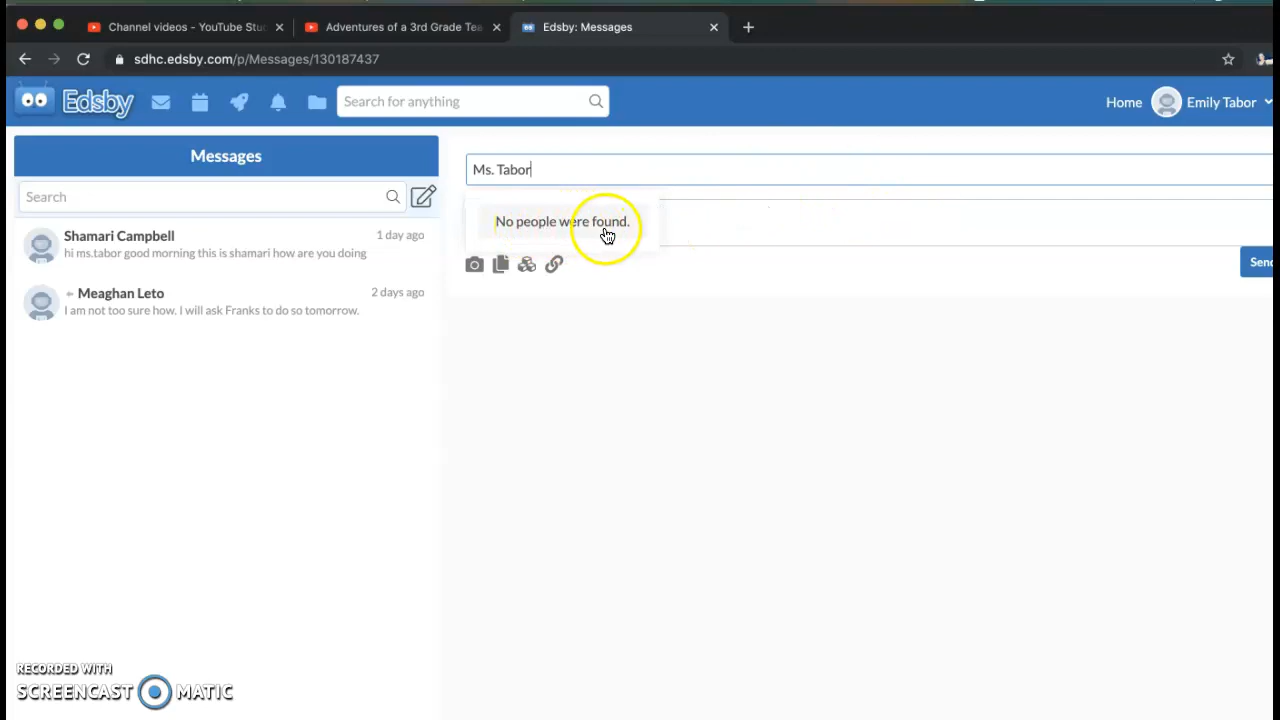 Channel videos - YouTube Stu
Adventures of a 3rd Grade Tea
Edsby: Messages
sdhc.edsby.com/p/Messages/130187437
Edsby
Search for anything
Home
Emily Tabor
Messages
Ms. Tabor
Search
No people were found.
Shamari Campbell
1 day ago
hi ms.tabor good morning this is shamari how are you doing
Send
Meaghan Leto
2 days ago
I am not too sure how. I will ask Franks to do so tomorrow.
RECORDED WITH
SCREENCAST MATIC